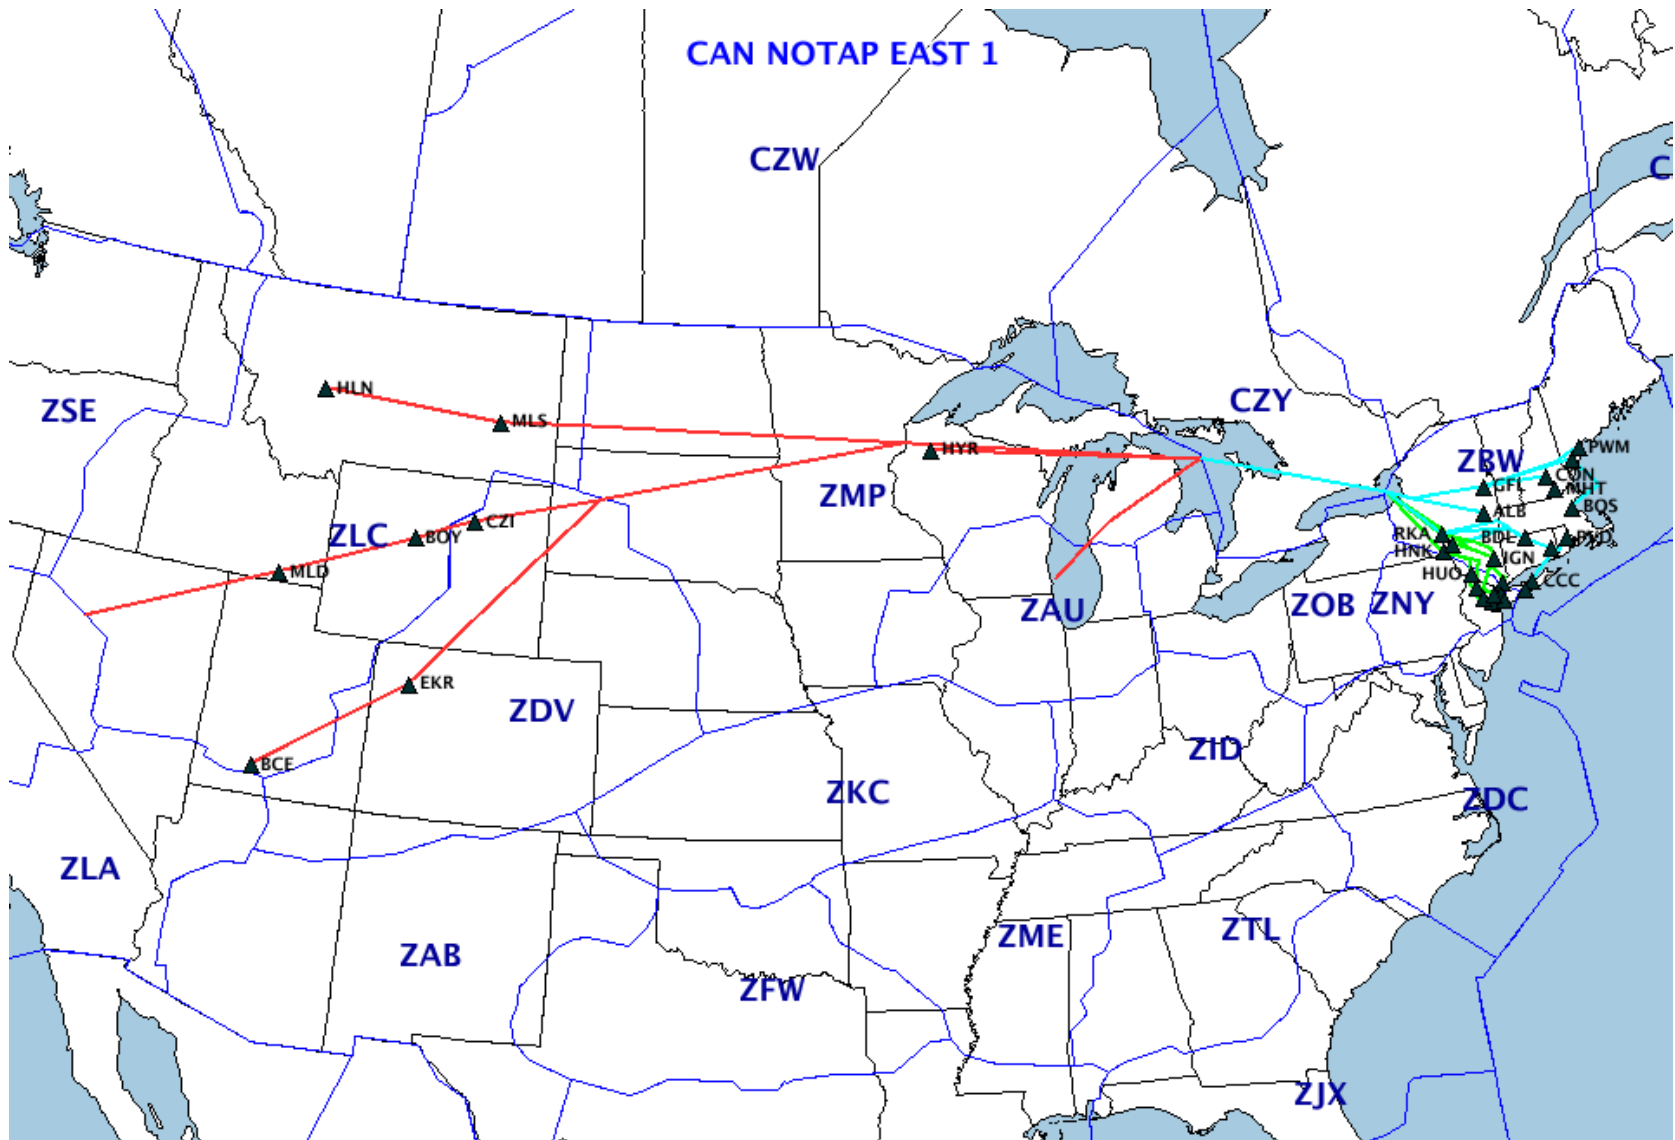 CAN NOTAP EAST 1
CZW
C
HLN
ZSE
MLS
CZY
HYR
ZBW
PWM
CON
GFL
MHT
ZMP
ALB
BOS
CZI
ZLC
BOY
RKA
BDL
PVD
HNK
IGN
MLD
HUO
CCC
ZAU
ZOB
ZNY
EKR
ZDV
ZID
BCE
ZKC
ZDC
ZLA
ZME
ZTL
ZAB
ZFW
ZJX